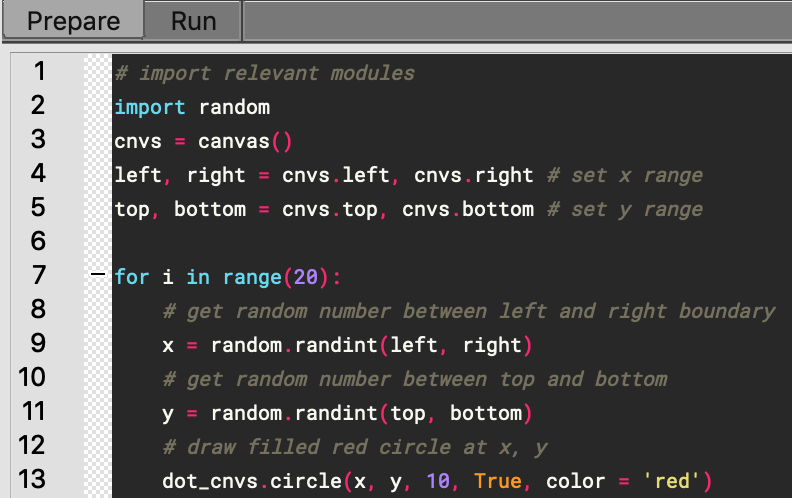 Prepare Run
1 # import relevant modules
2 import random
3 cnvs = canvas()
4 left, right = cnvs.left, cnvs.right # set x range
5 top, bottom = cnvs.top, cnvs.bottom # set y range
6
7 for i in range(20):
8 # get random number between left and right boundary
9 x = random.randint(left, right)
10 # get random number between top and bottom
11 y = random.randint(top, bottom)
12 # draw filled red circle at x, y
13 dot_cnvs.circle(x, y, 10, True, color = 'red')